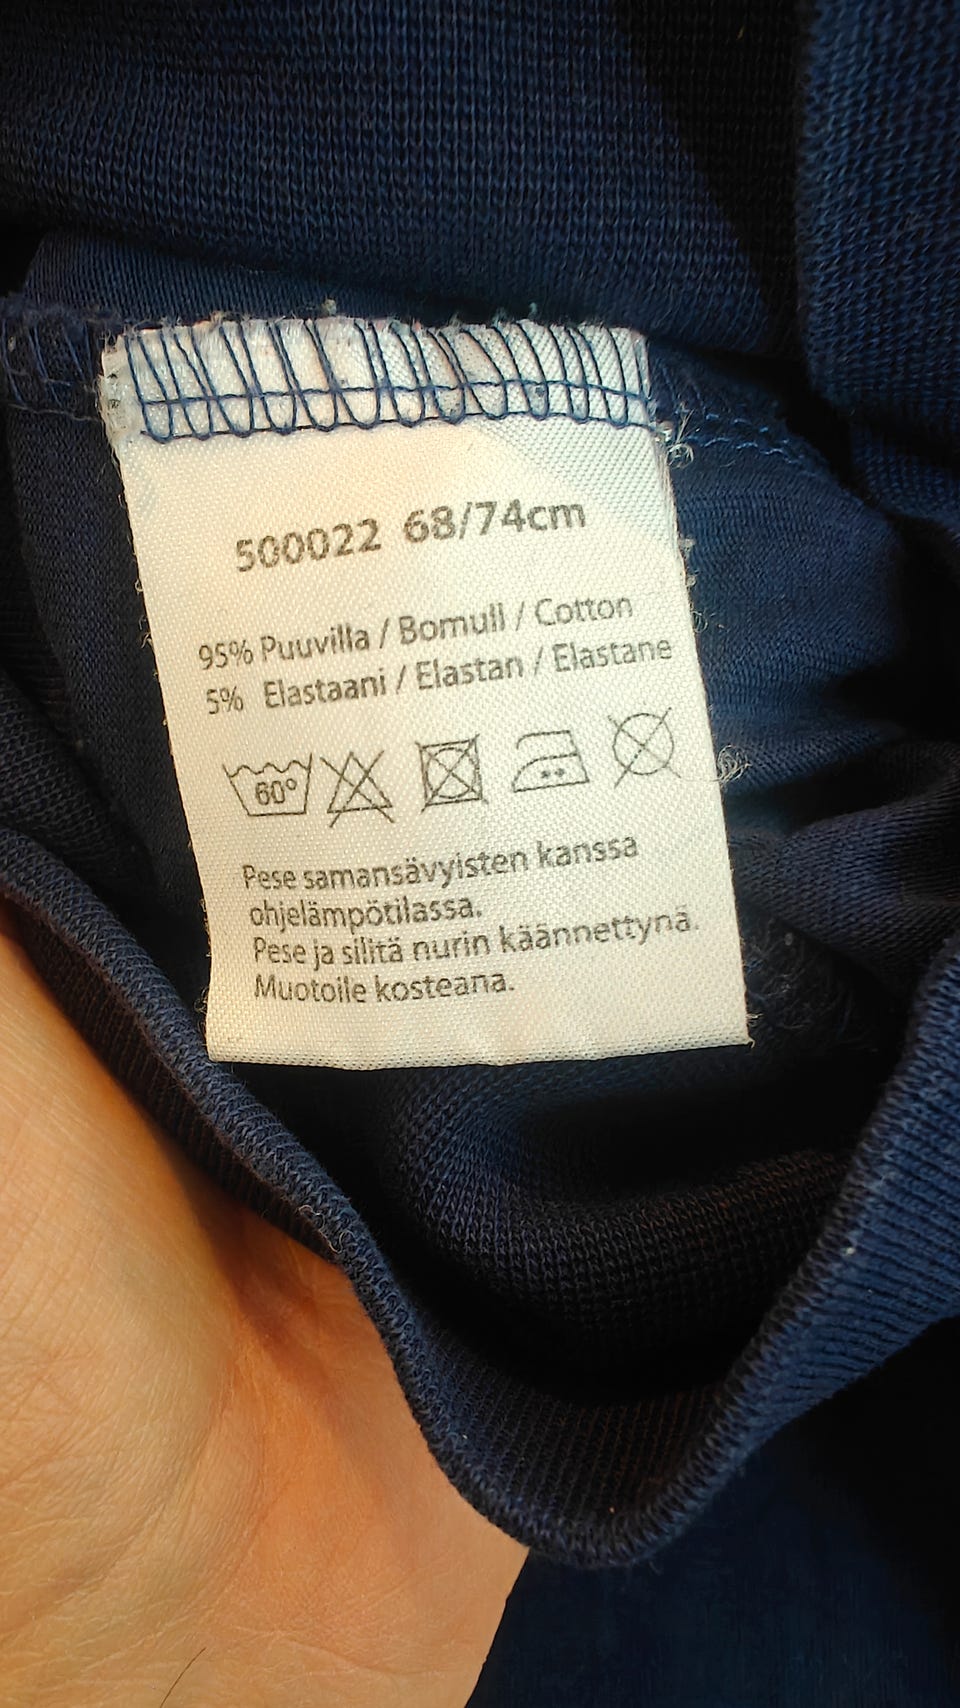 500022 68/74cm
95% Puuvilla / Bomull / Cotton
5% Elastaani / Elastan / Elastane
60°
Pese samansävyisten kanssa
ohjelämpötilassa.
Pese ja silitä nurin käännettynä.
Muotoile kosteana.